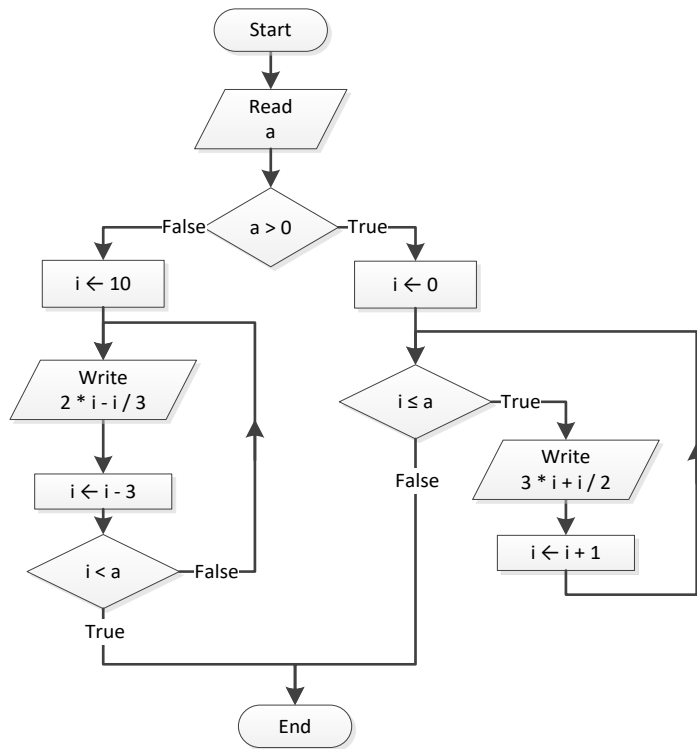 Start
Read
a
a > 0
False
True
i ← 10
i ← 0
Write
2 * i - i / 3
i ≤ a
True
Write
3 * i + i / 2
False
i ← i - 3
i ← i + 1
i < a
False
True
End